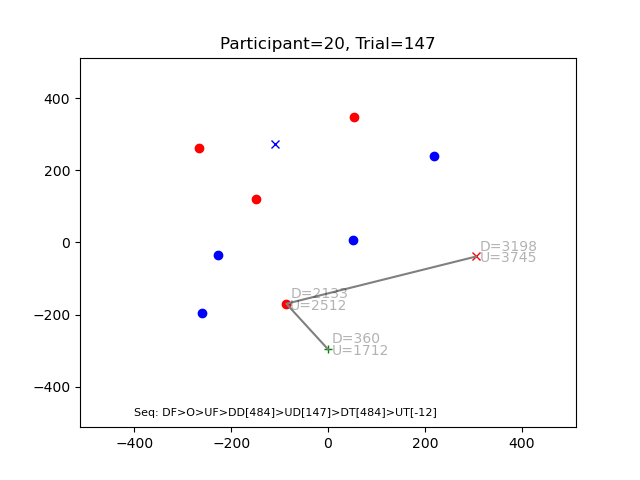 Participant=20, Trial=147
400
200
0
−200
−400
D=3198
U=3745
D=2133
U=2512
D=360
U=1712
Seq: DF>O>UF>DD[484]>UD[147]>DT[484]>UT[-12]
−400 −200 0 200 400